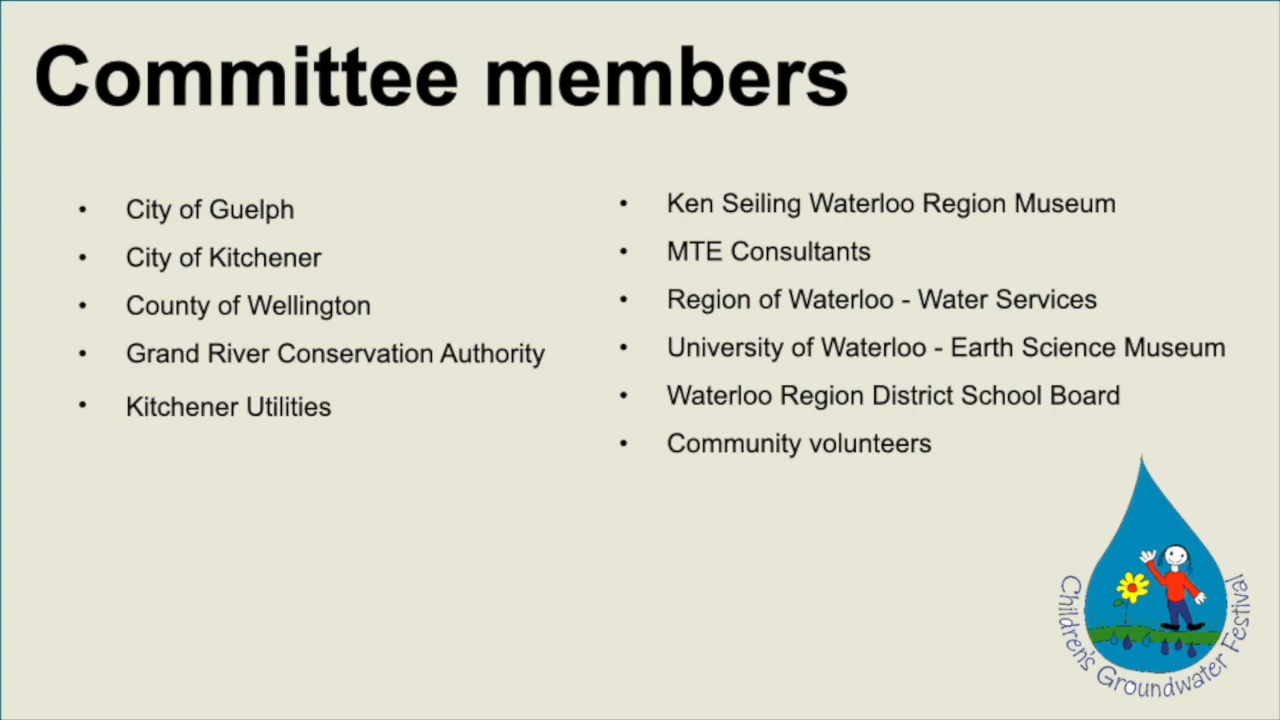 Committee members
• City of Guelph
• City of Kitchener
• County of Wellington
• Grand River Conservation Authority
• Kitchener Utilities
• Ken Seiling Waterloo Region Museum
• MTE Consultants
• Region of Waterloo - Water Services
• University of Waterloo - Earth Science Museum
• Waterloo Region District School Board
• Community volunteers
Children's Groundwater Festival